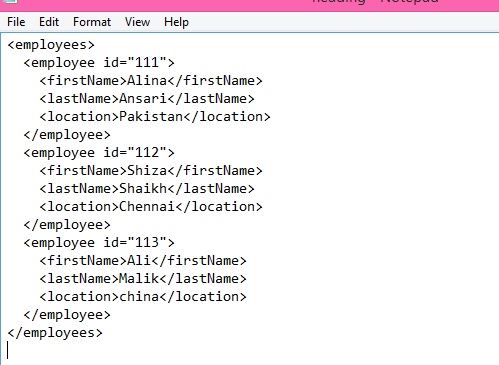 heading - Notepad
File Edit Format View Help
<employees>
  <employee id="111">
    <firstName>Alina</firstName>
    <lastName>Ansari</lastName>
    <location>Pakistan</location>
  </employee>
  <employee id="112">
    <firstName>Shiza</firstName>
    <lastName>Shaikh</lastName>
    <location>Chennai</location>
  </employee>
  <employee id="113">
    <firstName>Ali</firstName>
    <lastName>Malik</lastName>
    <location>china</location>
  </employee>
</employees>